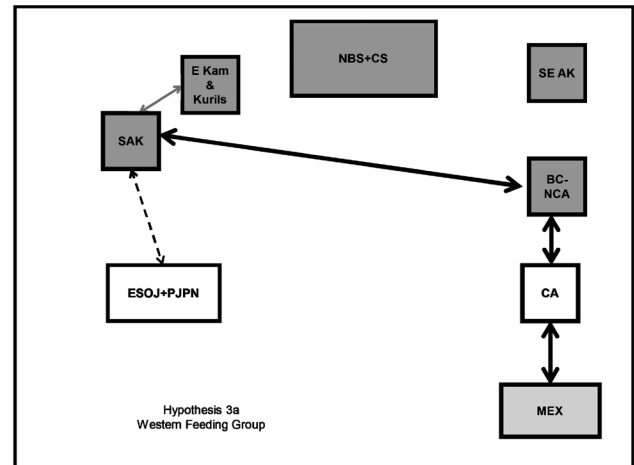 E Kam
&
Kurils
NBS+CS
SE AK
SAK
BC-
NCA
ESOJ+PJPN
CA
Hypothesis 3a
Western Feeding Group
MEX